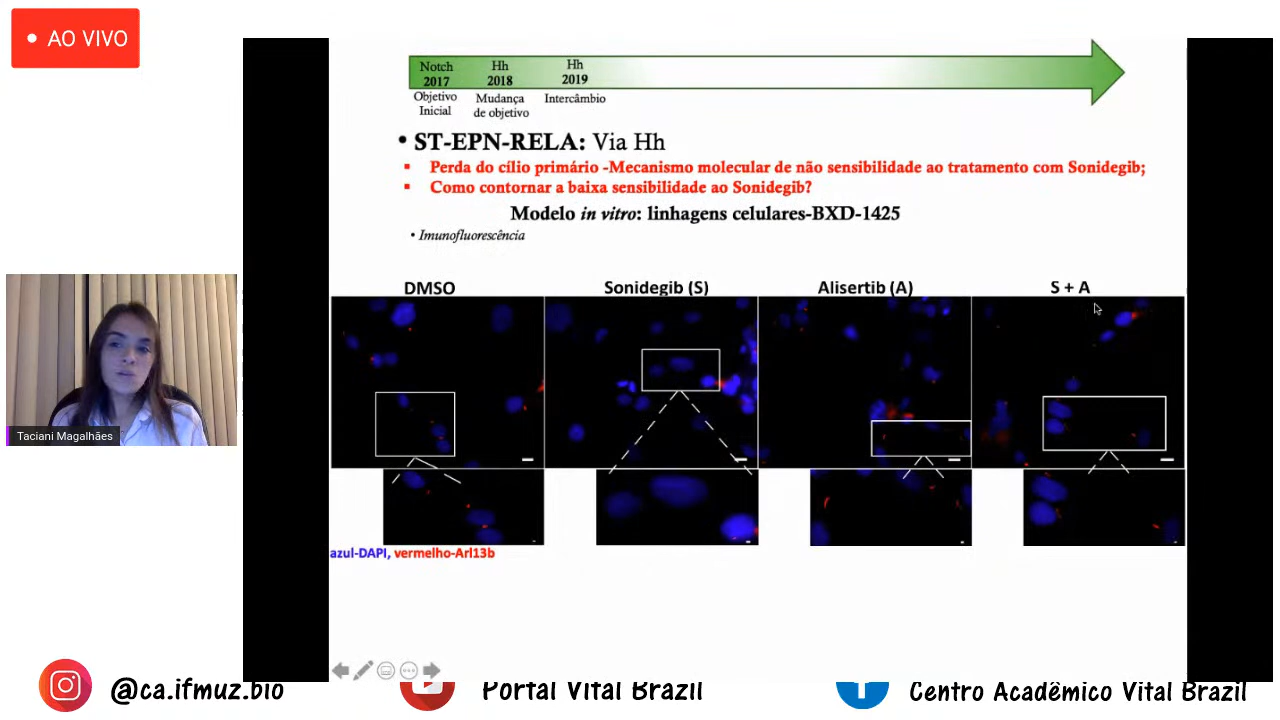 AO VIVO
Notch Hh Hh
2017 2018 2019
Objetivo Inicial
Mudança de objetivo
Intercâmbio
• ST-EPN-RELA: Via Hh
▪ Perda do cílio primário -Mecanismo molecular de não sensibilidade ao tratamento com Sonidegib;
▪ Como contornar a baixa sensibilidade ao Sonidegib?
Modelo in vitro: linhagens celulares-BXD-1425
• Imunofluorescência
DMSO Sonidegib (S) Alisertib (A) S + A
Taciani Magalhães
azul-DAPI, vermelho-Arl13b
@ca.ifmuz.bio Portal Vital Brazil Centro Acadêmico Vital Brazil